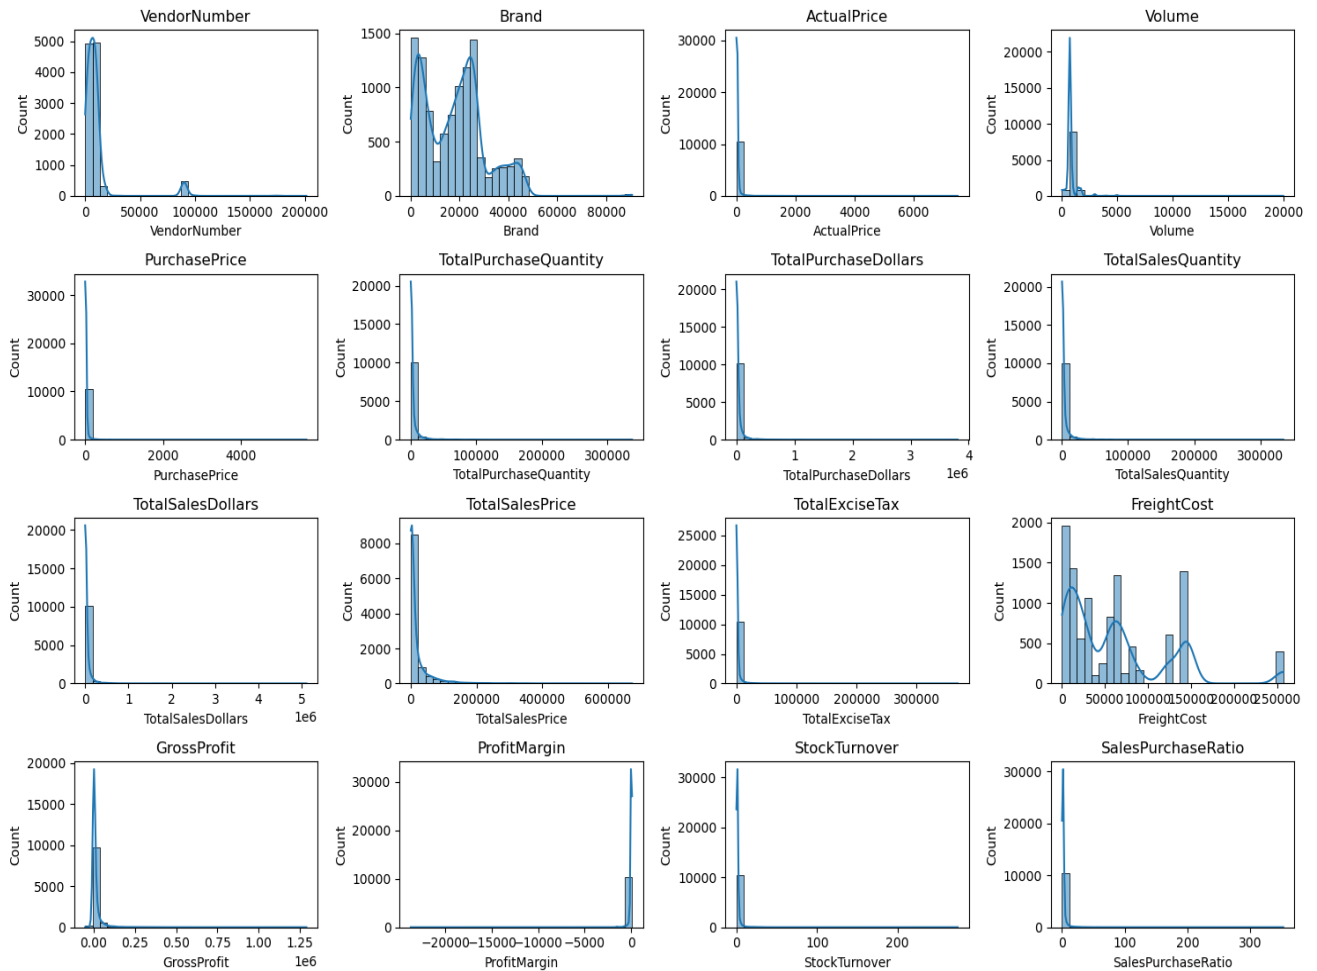 VendorNumber
Brand
ActualPrice
Volume
Count
5000
4000
3000
2000
1000
0
0 50000 100000 150000 200000
VendorNumber
Count
1500
1000
500
0
0 20000 40000 60000 80000
Brand
Count
30000
20000
10000
0
0 2000 4000 6000
ActualPrice
Count
20000
15000
10000
5000
0
0 5000 10000 15000 20000
Volume
PurchasePrice
TotalPurchaseQuantity
TotalPurchaseDollars
TotalSalesQuantity
Count
30000
20000
10000
0
0 2000 4000
PurchasePrice
Count
20000
15000
10000
5000
0
0 100000 200000 300000
TotalPurchaseQuantity
Count
20000
15000
10000
5000
0
0 1 2 3 4
1e6
TotalPurchaseDollars
Count
20000
15000
10000
5000
0
0 100000 200000 300000
TotalSalesQuantity
TotalSalesDollars
TotalSalesPrice
TotalExciseTax
FreightCost
Count
20000
15000
10000
5000
0
0 1 2 3 4 5
1e6
TotalSalesDollars
Count
8000
6000
4000
2000
0
0 200000 400000 600000
TotalSalesPrice
Count
25000
20000
15000
10000
5000
0
0 100000 200000 300000
TotalExciseTax
Count
2000
1500
1000
500
0
0 50000 100000 150000 200000 250000
FreightCost
GrossProfit
ProfitMargin
StockTurnover
SalesPurchaseRatio
Count
20000
15000
10000
5000
0
0.00 0.25 0.50 0.75 1.00 1.25
1e6
GrossProfit
Count
30000
20000
10000
0
−20000 −15000 −10000 −5000 0
ProfitMargin
Count
30000
20000
10000
0
0 100 200
StockTurnover
Count
30000
25000
20000
15000
10000
5000
0
0 100 200 300
SalesPurchaseRatio